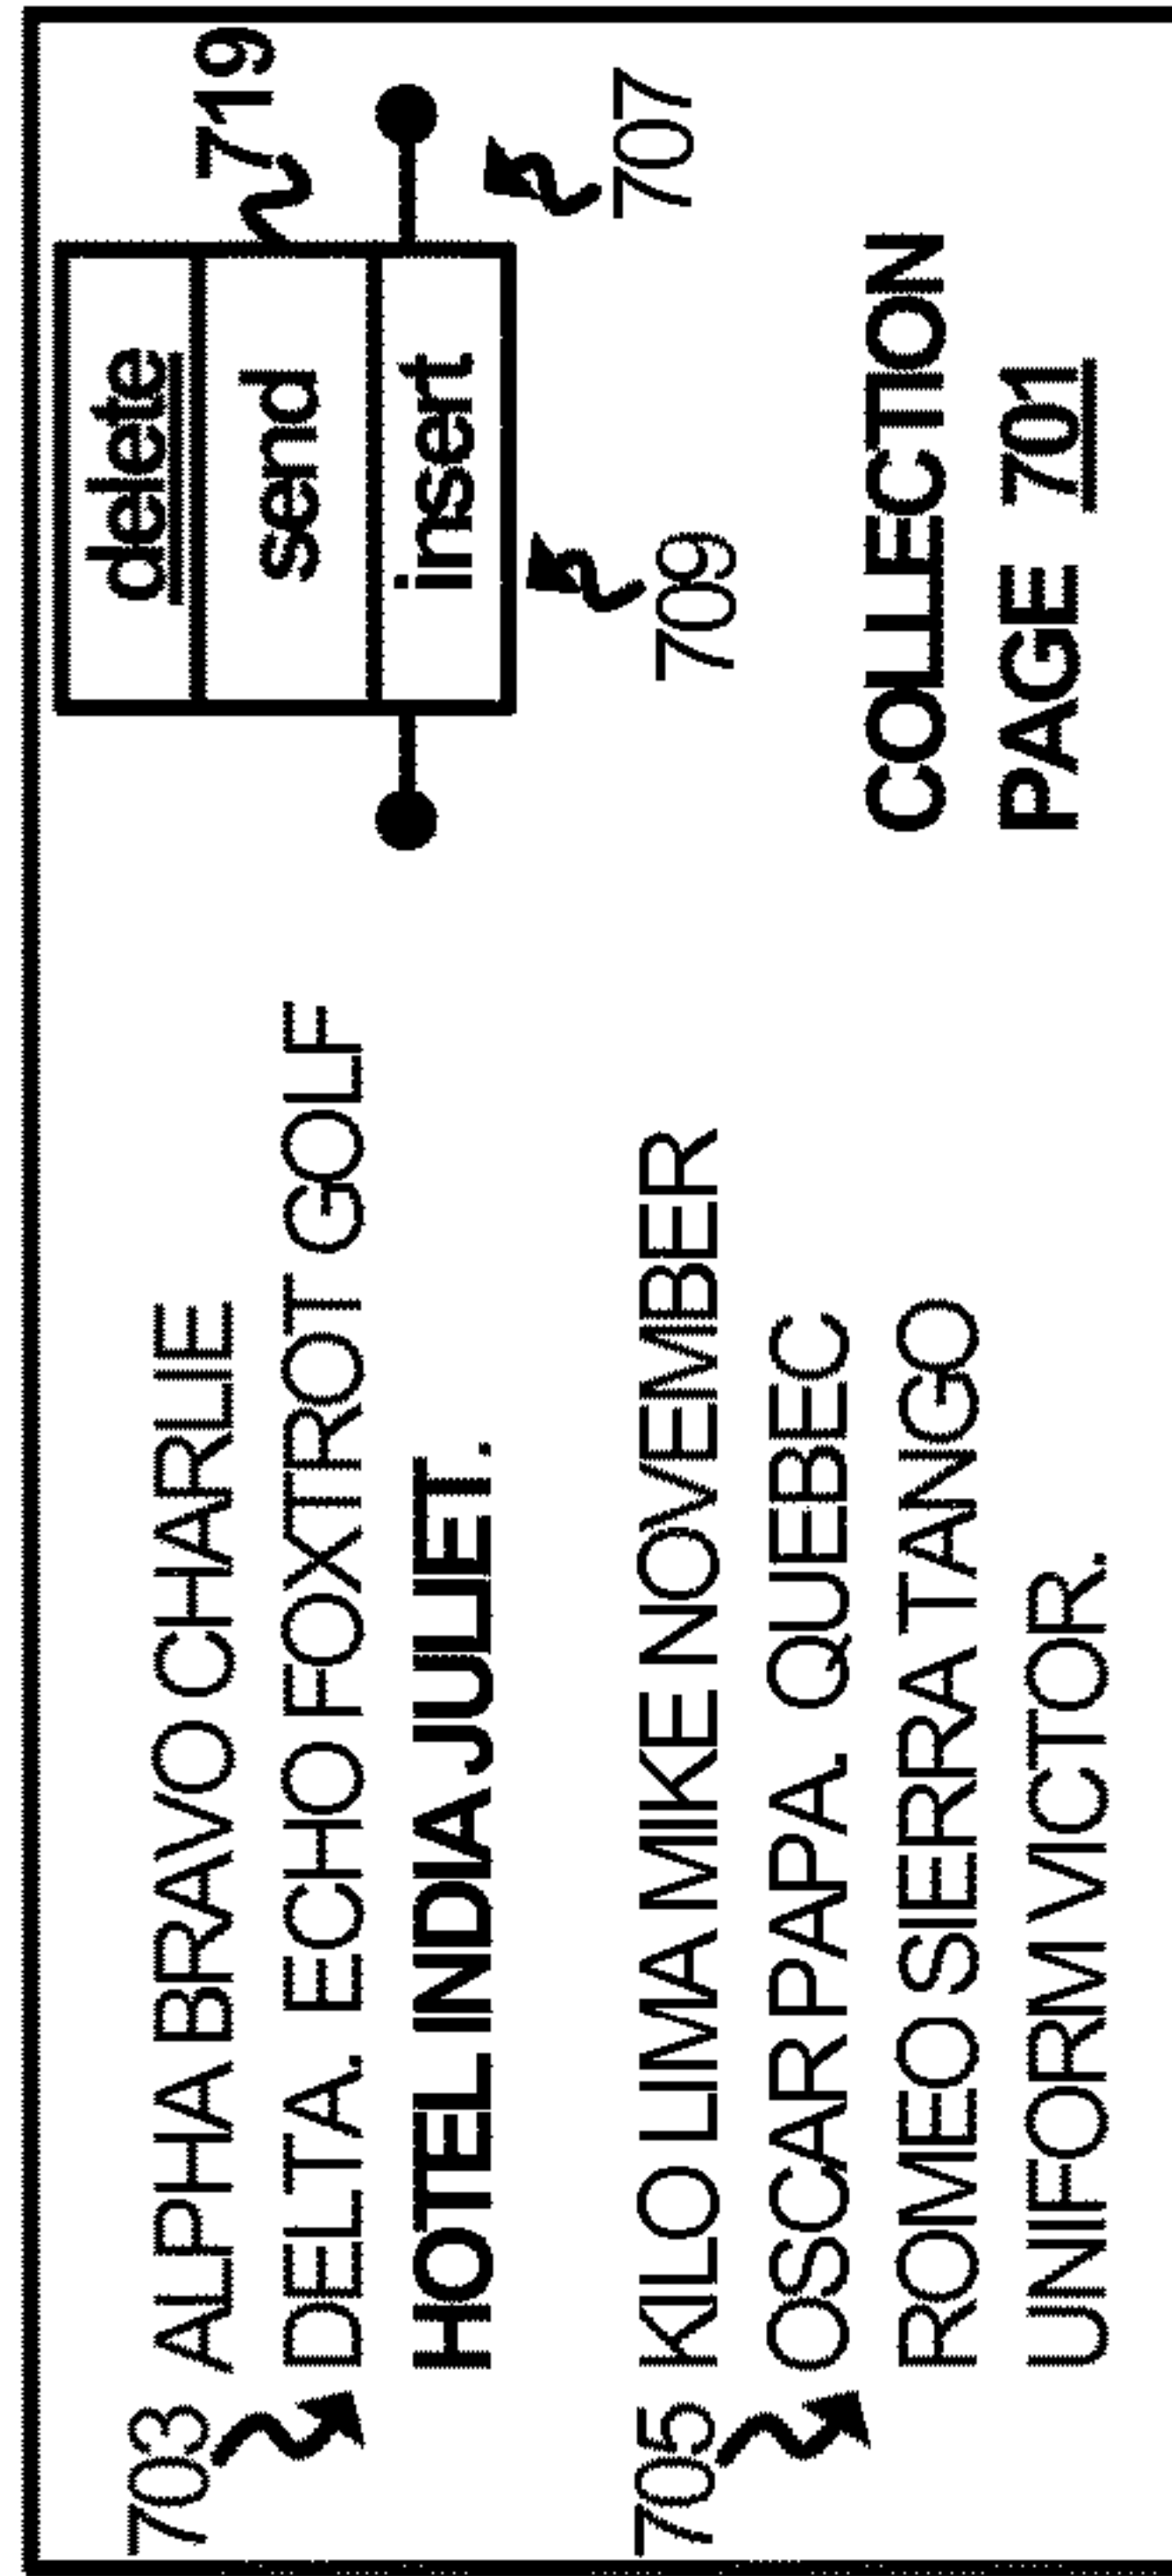 703
ALPHA BRAVO CHARLIE
DELTA. ECHO FOXTROT GOLF
HOTEL INDIA JULIET.
705
KILO LIMA MIKE NOVEMBER
OSCAR PAPA. QUEBEC
ROMEO SIERRA TANGO
UNIFORM VICTOR.
delete
send
insert
719
707
709
COLLECTION
PAGE 701